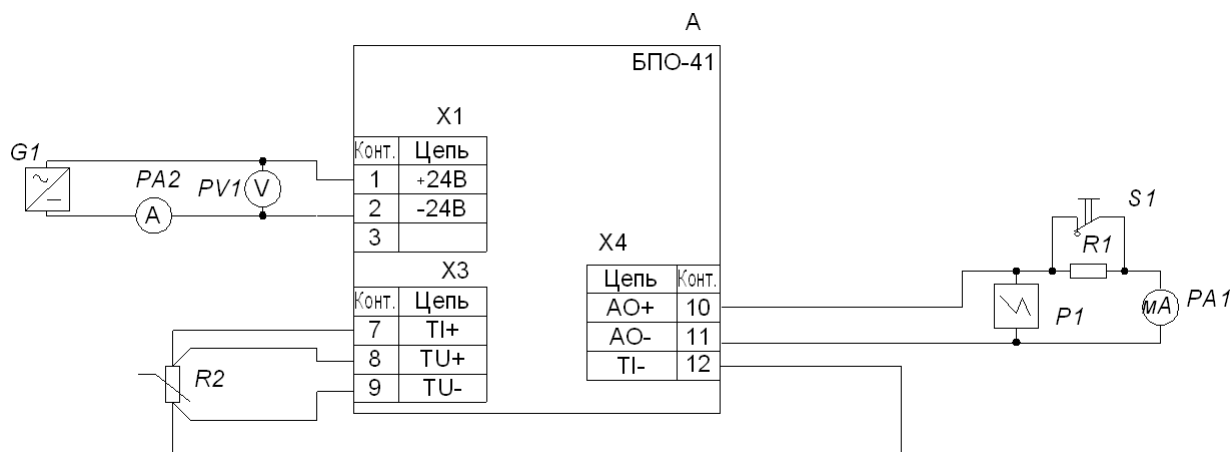 А
БПО-41
X1
Конт. Цепь
1 +24В
2 -24В
3
G1
PA2
PV1
V
A
X3
Конт. Цепь
7 TI+
8 TU+
9 TU-
R2
X4
Цепь Конт.
AO+ 10
AO- 11
TI- 12
S1
R1
P1
мА
PA1